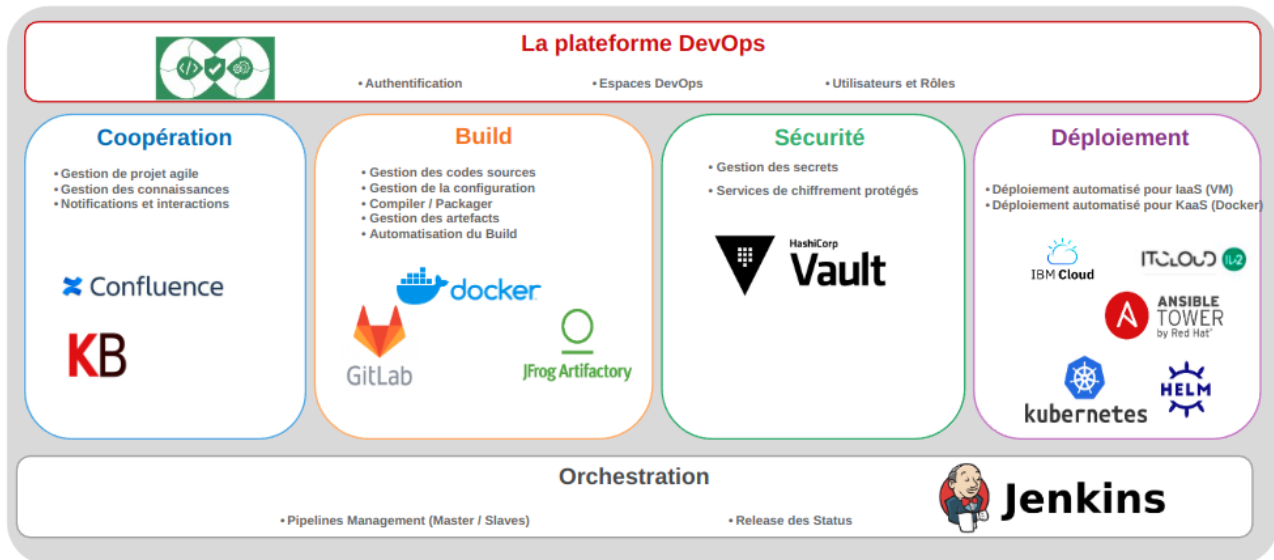 La plateforme DevOps
• Authentification
• Espaces DevOps
• Utilisateurs et Rôles
Coopération
• Gestion de projet agile
• Gestion des connaissances
• Notifications et interactions
Confluence
KB
Build
• Gestion des codes sources
• Gestion de la configuration
• Compiler / Packager
• Gestion des artefacts
• Automatisation du Build
docker
GitLab
JFrog Artifactory
Sécurité
• Gestion des secrets
• Services de chiffrement protégés
HashiCorp
Vault
Déploiement
• Déploiement automatisé pour IaaS (VM)
• Déploiement automatisé pour KaaS (Docker)
IBM Cloud
ITCLOUD IL-2
ANSIBLE
TOWER
by Red Hat®
kubernetes
HELM
Orchestration
• Pipelines Management (Master / Slaves)
• Release des Status
Jenkins